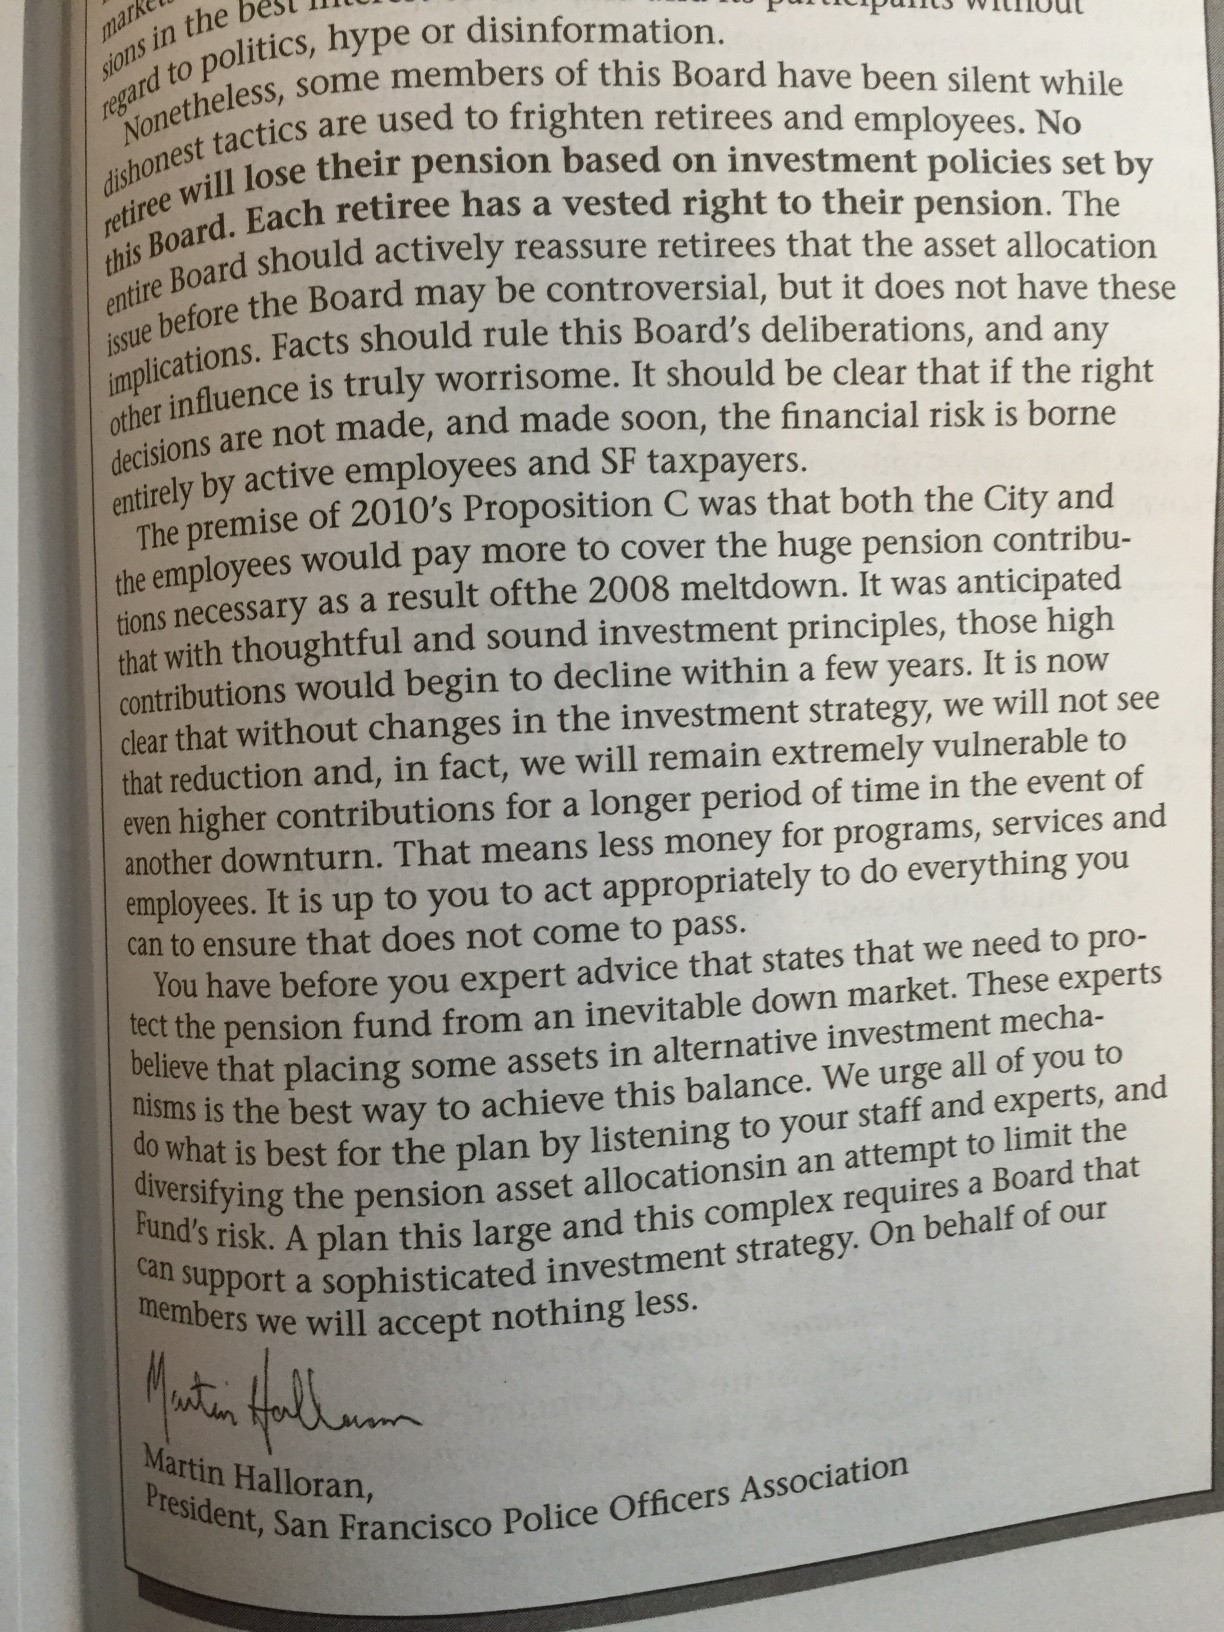 sions in the best
regard to politics, hype or disinformation.
Nonetheless, some members of this Board have been silent while
dishonest tactics are used to frighten retirees and employees. No
retiree will lose their pension based on investment policies set by
this Board. Each retiree has a vested right to their pension. The
entire Board should actively reassure retirees that the asset allocation
issue before the Board may be controversial, but it does not have these
implications. Facts should rule this Board's deliberations, and any
other influence is truly worrisome. It should be clear that if the right
decisions are not made, and made soon, the financial risk is borne
entirely by active employees and SF taxpayers.
The premise of 2010's Proposition C was that both the City and
the employees would pay more to cover the huge pension contribu-
tions necessary as a result ofthe 2008 meltdown. It was anticipated
that with thoughtful and sound investment principles, those high
contributions would begin to decline within a few years. It is now
clear that without changes in the investment strategy, we will not see
that reduction and, in fact, we will remain extremely vulnerable to
even higher contributions for a longer period of time in the event of
another downturn. That means less money for programs, services and
employees. It is up to you to act appropriately to do everything you
can to ensure that does not come to pass.
You have before you expert advice that states that we need to pro-
tect the pension fund from an inevitable down market. These experts
believe that placing some assets in alternative investment mecha-
nisms is the best way to achieve this balance. We urge all of you to
do what is best for the plan by listening to your staff and experts, and
diversifying the pension asset allocationsin an attempt to limit the
Fund's risk. A plan this large and this complex requires a Board that
can support a sophisticated investment strategy. On behalf of our
members we will accept nothing less.
Martin Halloran
Martin Halloran,
President, San Francisco Police Officers Association